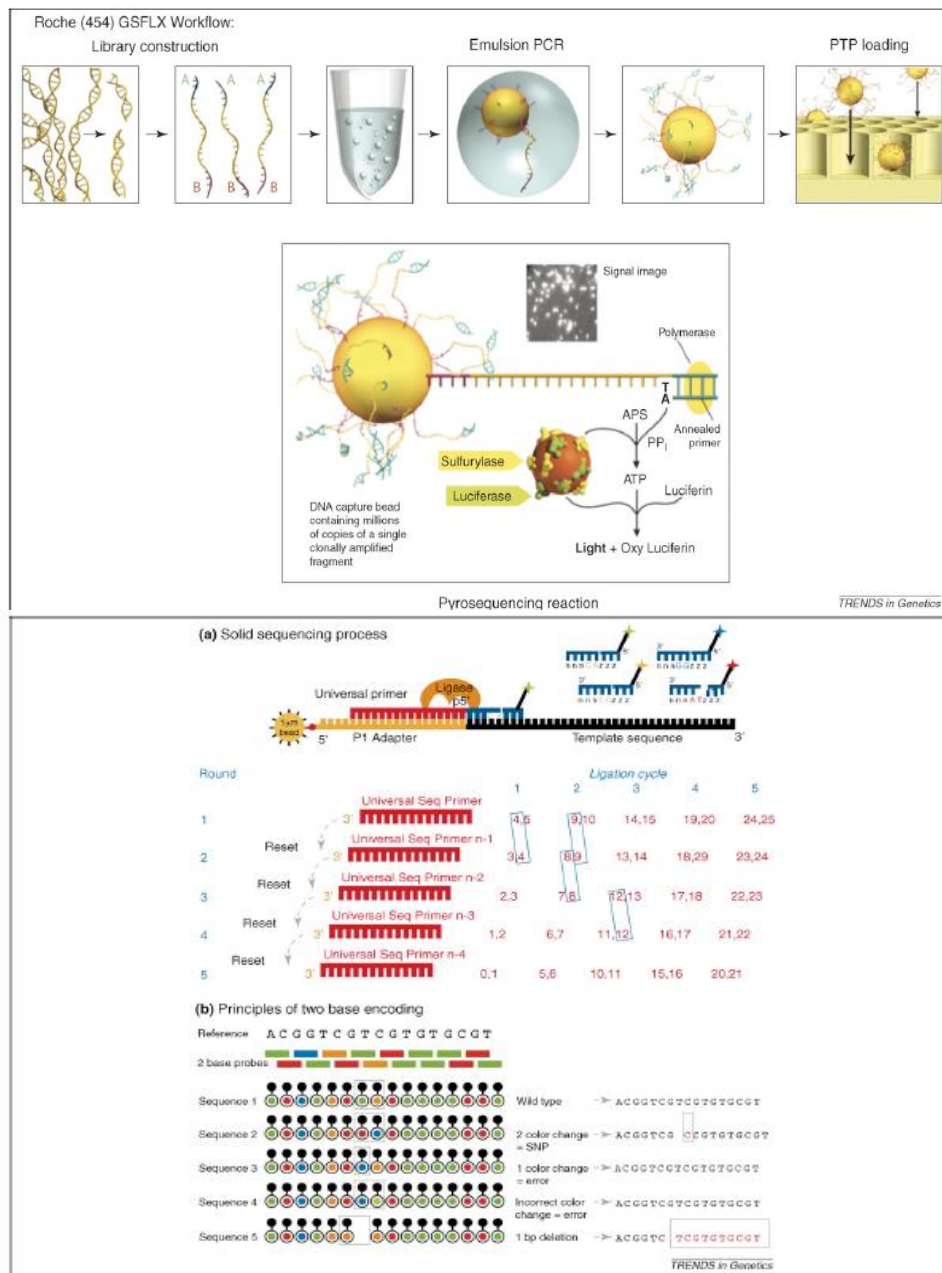 Roche (454) GSFLX Workflow:
Library construction
Emulsion PCR
PTP loading
A A A
B B B
Signal image
Polymerase
T
A
APS
PPi
Annealed
primer
Sulfurylase
Luciferase
ATP
Luciferin
Light + Oxy Luciferin
DNA capture bead
containing millions
of copies of a single
clonally amplified
fragment
Pyrosequencing reaction
TRENDS in Genetics
(a) Solid sequencing process
Universal primer
Ligase
p5'
bead
5'
P1 Adapter
Template sequence
3'
5'
5'
3'
3'
Round
Ligation cycle
1 2 3 4 5
Universal Seq Primer
1 3' 4,5 9,10 14,15 19,20 24,25
Reset
Universal Seq Primer n-1
2 3' 3,4 8,9 13,14 18,29 23,24
Reset
Universal Seq Primer n-2
3 3' 2,3 7,8 12,13 17,18 22,23
Reset
Universal Seq Primer n-3
4 3' 1,2 6,7 11,12 16,17 21,22
Reset
Universal Seq Primer n-4
5 3' 0,1 5,6 10,11 15,16 20,21
(b) Principles of two base encoding
Reference A C G G T C G T C G T G T G C G T
2 base probes
Sequence 1 Wild type ACGGTCGTCGTGTGCGT
Sequence 2 2 color change = SNP ACGGTCG CCGTGTGCGT
Sequence 3 1 color change = error ACGGTCGTCGTGTGCGT
Sequence 4 Incorrect color change = error ACGGTCGTCGTGTGCGT
Sequence 5 1 bp deletion ACGGTC TCGTGTGCGT
TRENDS in Genetics